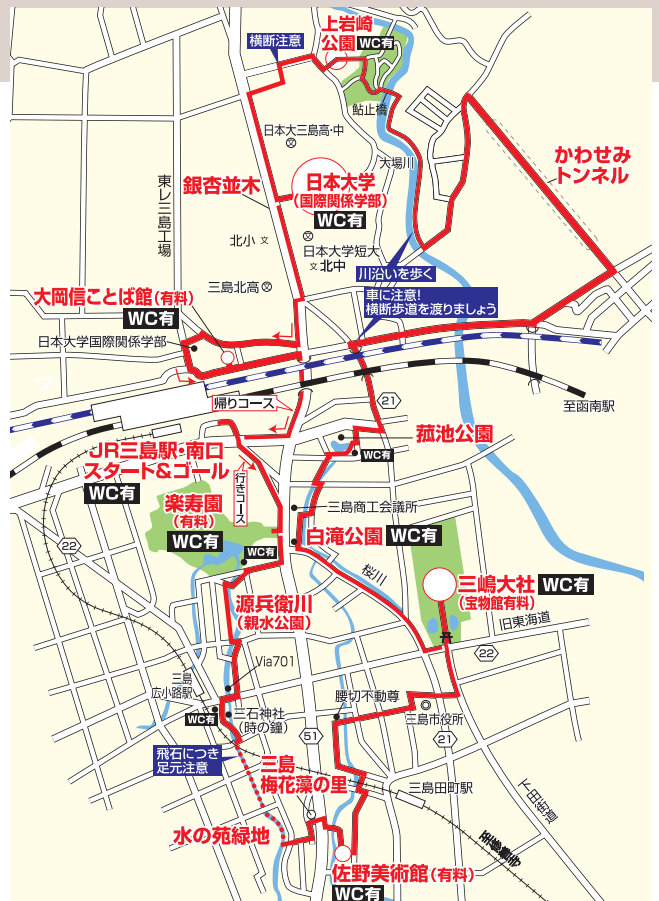 上岩崎
公園 WC有
横断注意
鮎止橋
日本大三島高・中
大場川
かわせみ
トンネル
銀杏並木
日本大学
(国際関係学部)
WC有
東レ三島工場
北小
日本大学短大
北中
川沿いを歩く
三島北高
車に注意!
横断歩道を渡りましょう
大岡信ことば館(有料)
WC有
日本大学国際関係学部
帰りコース
21
至函南駅
菰池公園
WC有
JR三島駅・南口
スタート&ゴール
WC有
行きコース
楽寿園
(有料)
WC有
三島商工会議所
白滝公園 WC有
22
WC有
桜川
三嶋大社 WC有
(宝物館有料)
旧東海道
源兵衛川
(親水公園)
22
Via701
三島
広小路駅
WC有
三石神社
(時の鐘)
腰切不動尊
三島市役所
51
21
飛石につき
足元注意
三島
梅花藻の里
三島田町駅
下田街道
水の苑緑地
至修善寺
佐野美術館(有料)
WC有